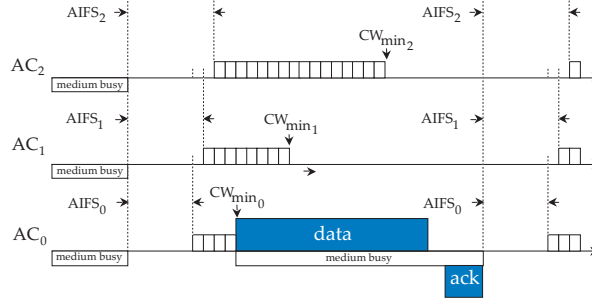 AIFS2 AIFS2
CWmin2
AC2
medium busy
AIFS1 AIFS1
CWmin1
AC1
medium busy
AIFS0 CWmin0 AIFS0
AC0 data
medium busy medium busy
ack